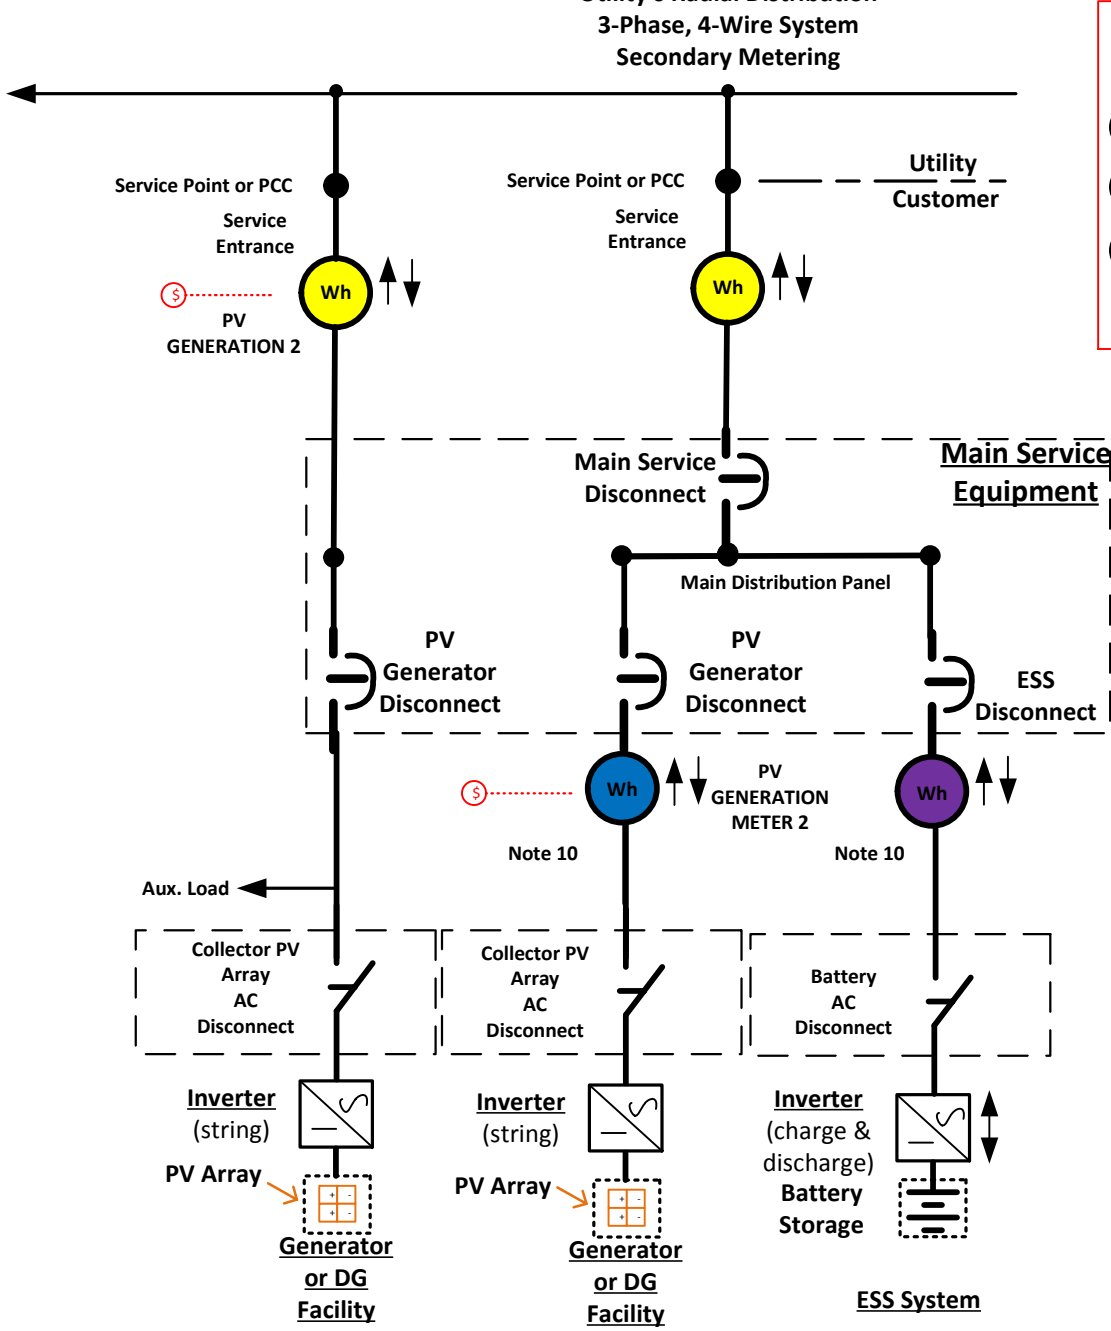 Utility's Radial Distribution
3-Phase, 4-Wire System
Secondary Metering
Utility
Customer
Service Point or PCC
Service
Entrance
Wh
$
PV
GENERATION 2
Service Point or PCC
Service
Entrance
Wh
Main Service
Equipment
Main Service
Disconnect
Main Distribution Panel
PV
Generator
Disconnect
PV
Generator
Disconnect
ESS
Disconnect
$
Wh
PV
GENERATION
METER 2
Wh
Note 10
Note 10
Aux. Load
Collector PV
Array
AC
Disconnect
Collector PV
Array
AC
Disconnect
Battery
AC
Disconnect
Inverter
(string)
PV Array
+ -
+ -
Generator
or DG
Facility
Inverter
(string)
PV Array
+ -
+ -
Generator
or DG
Facility
Inverter
(charge &
discharge)
Battery
Storage
ESS System